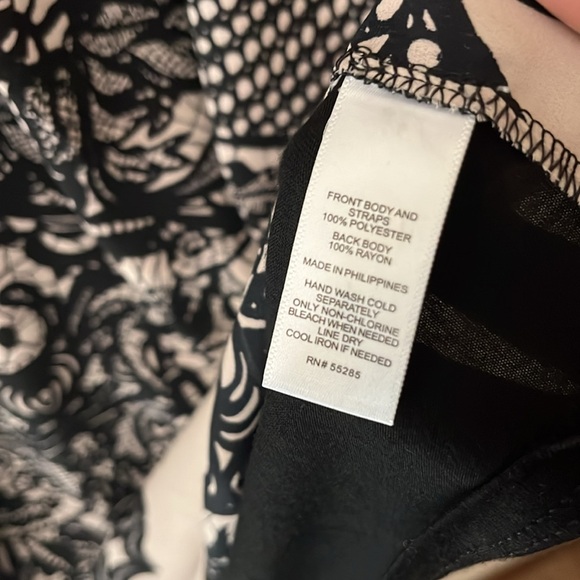 FRONT BODY AND
STRAPS
100% POLYESTER
BACK BODY
100% RAYON
MADE IN PHILIPPINES
HAND WASH COLD
SEPARATELY
ONLY NON-CHLORINE
BLEACH WHEN NEEDED
LINE DRY
COOL IRON IF NEEDED
RN# 55285